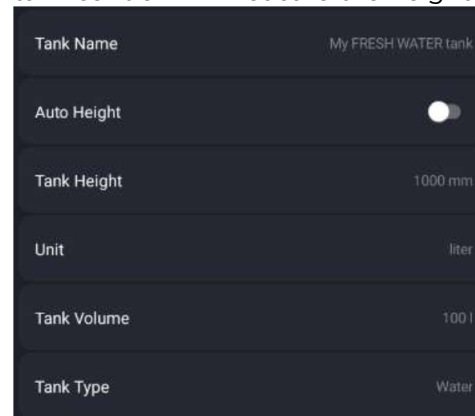 Tank Name My FRESH WATER tank
Auto Height
Tank Height 1000 mm
Unit liter
Tank Volume 100 l
Tank Type Water